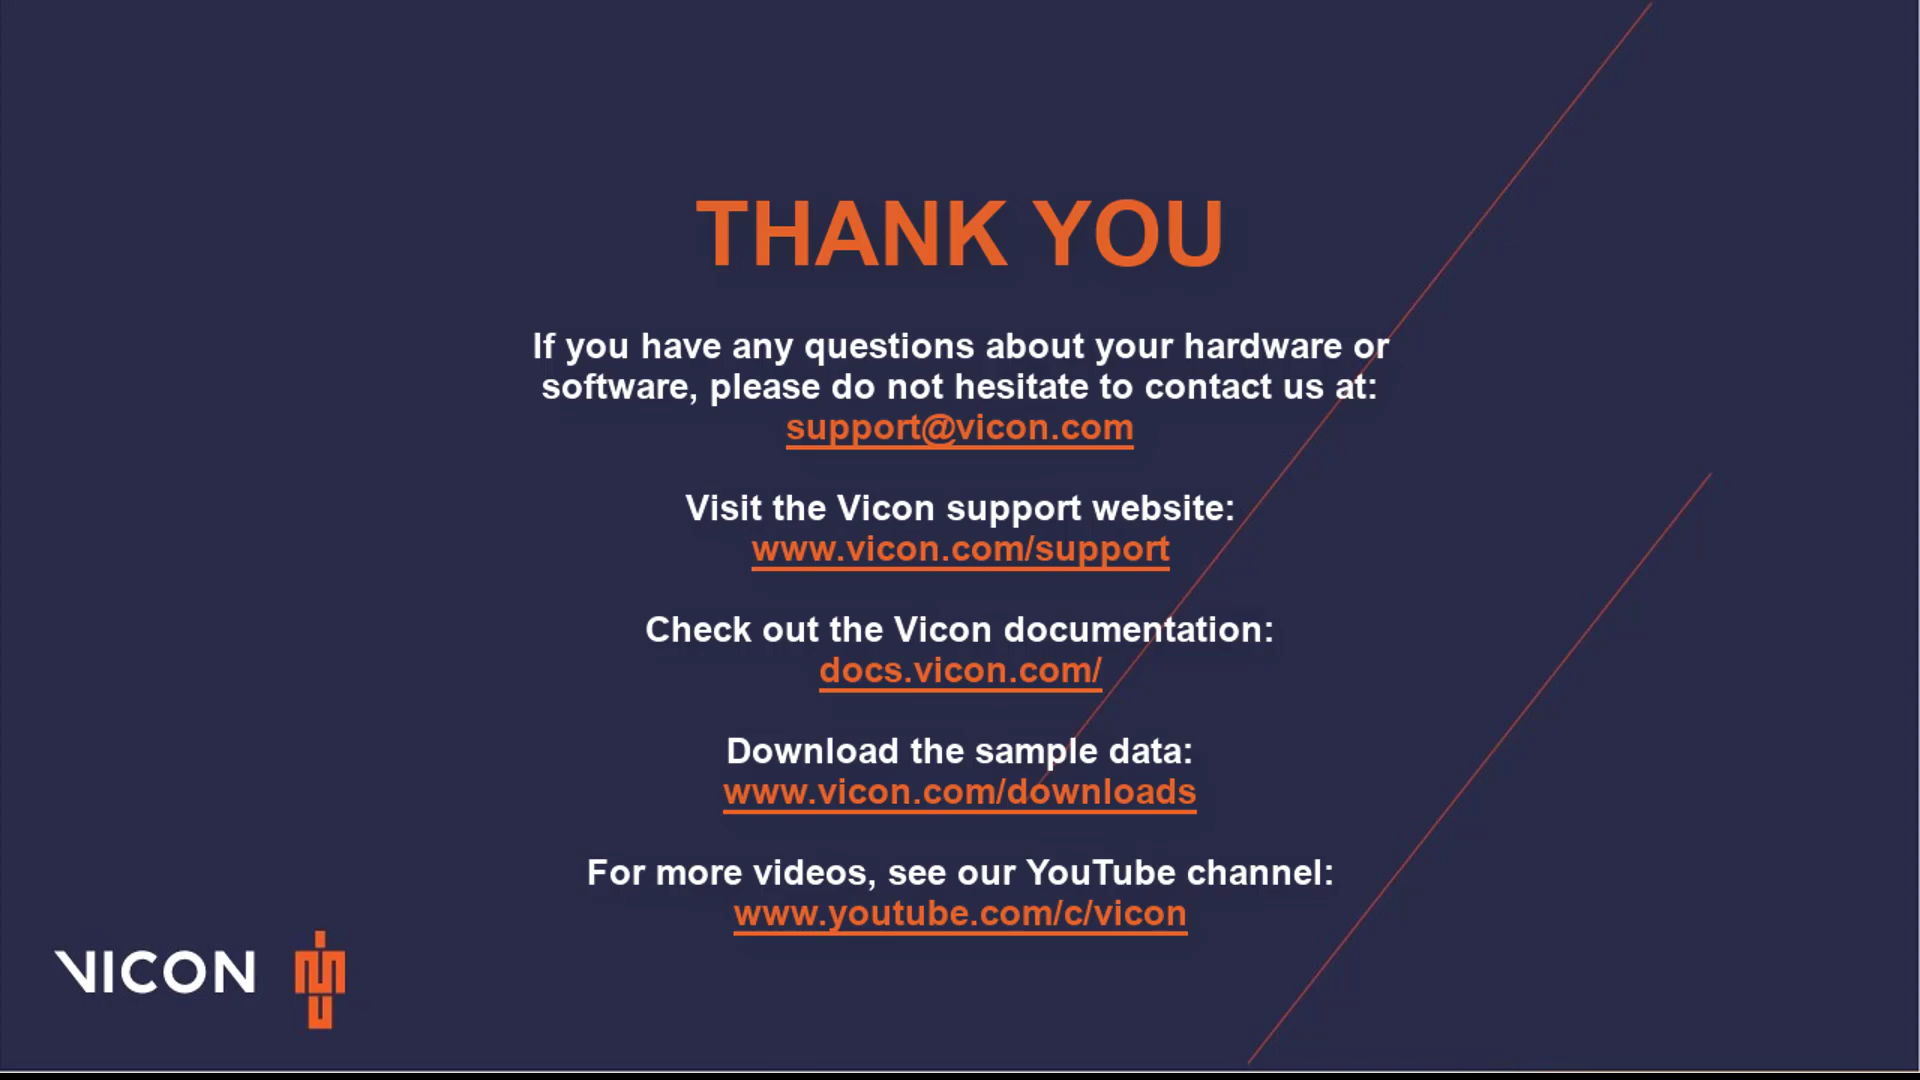 THANK YOU
If you have any questions about your hardware or
software, please do not hesitate to contact us at:
support@vicon.com
Visit the Vicon support website:
www.vicon.com/support
Check out the Vicon documentation:
docs.vicon.com/
Download the sample data:
www.vicon.com/downloads
For more videos, see our YouTube channel:
www.youtube.com/c/vicon
VICON